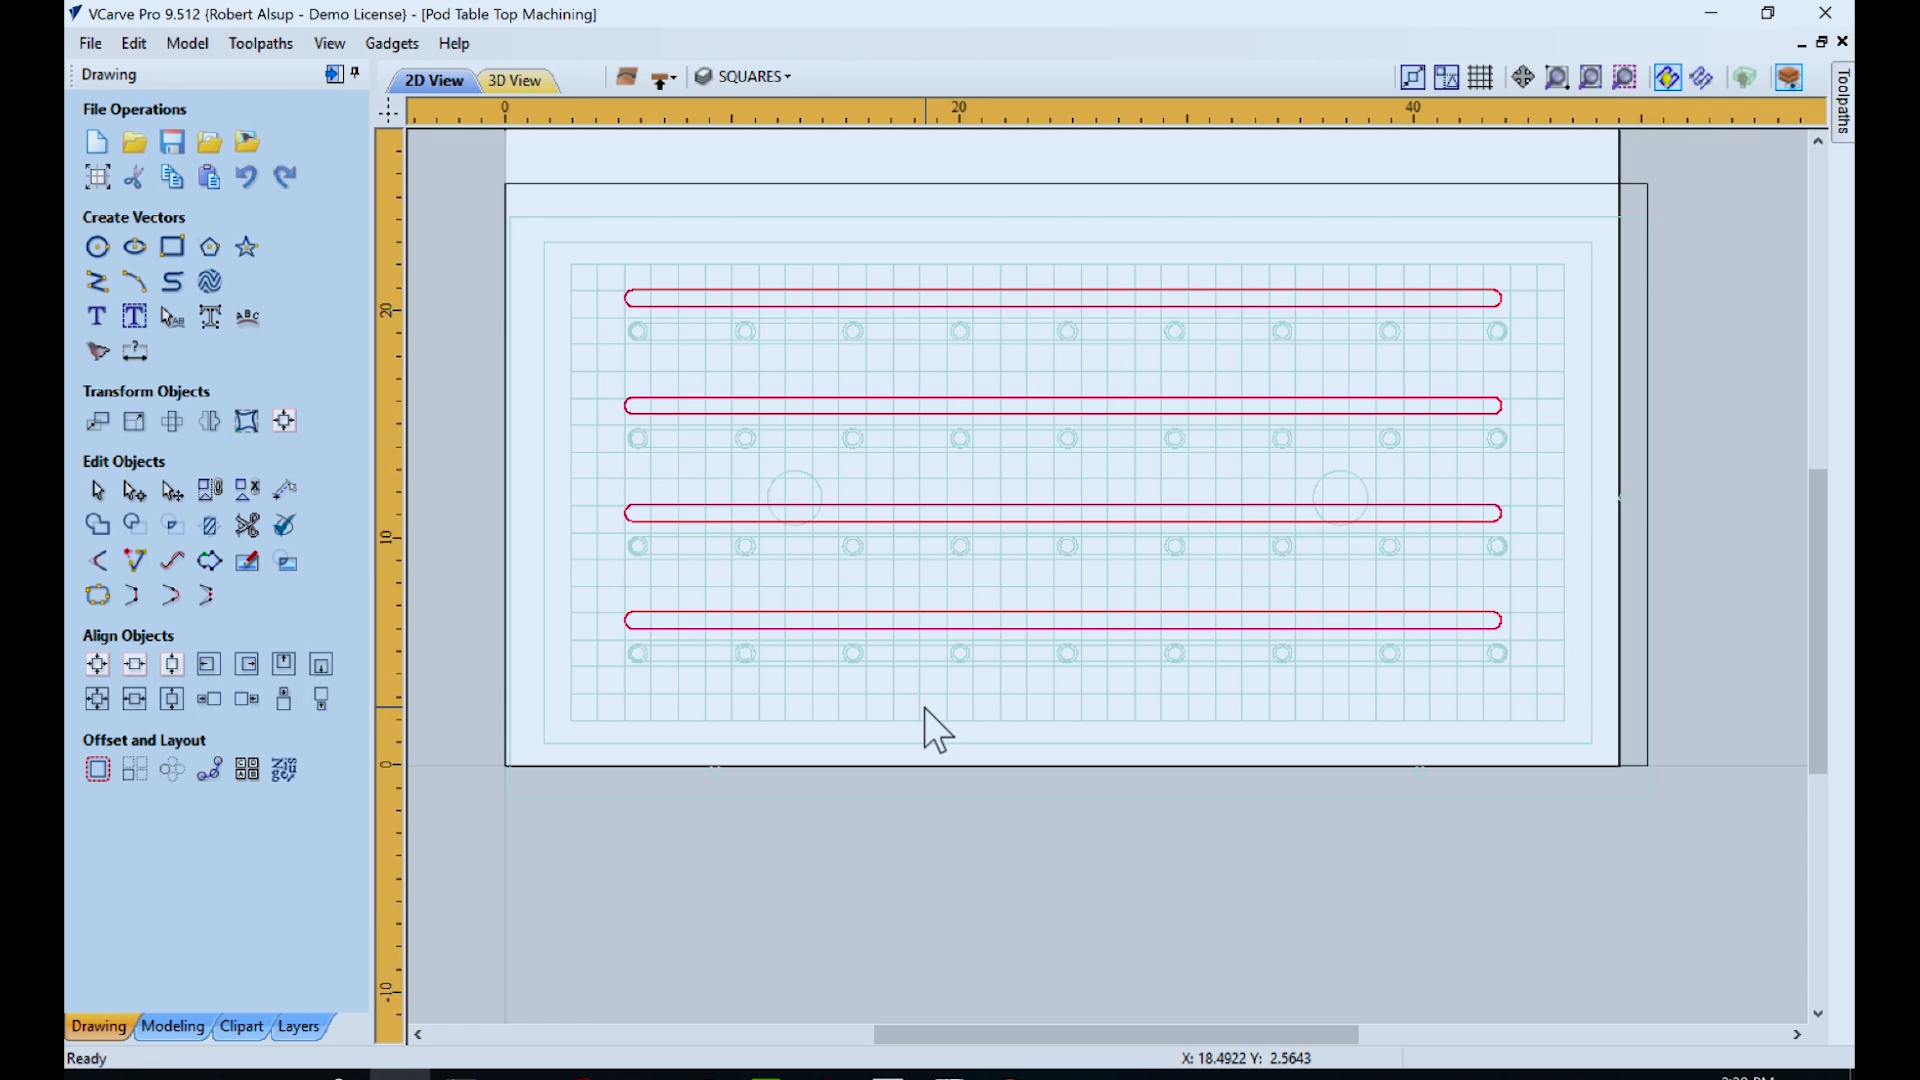 VCarve Pro 9.512 {Robert Alsup - Demo License} - [Pod Table Top Machining]
File Edit Model Toolpaths View Gadgets Help
Drawing
2D View 3D View SQUARES
Toolpaths
File Operations
0 20 40
Create Vectors
20
10
0
-10
Transform Objects
Edit Objects
Align Objects
Offset and Layout
Drawing Modeling Clipart Layers
Ready
X: 18.4922 Y: 2.5643